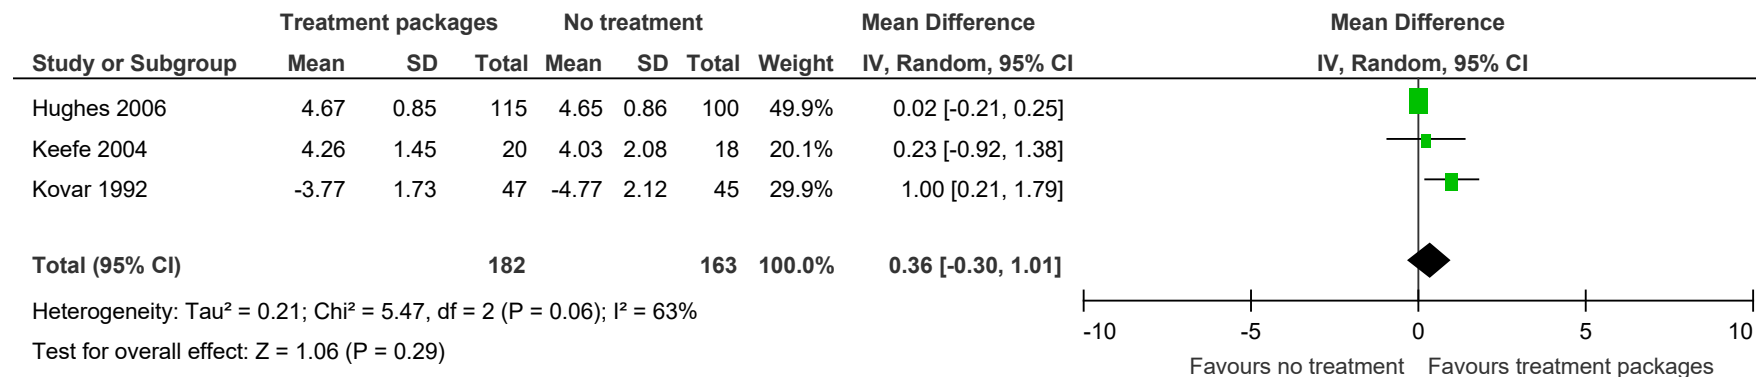 Treatment packages No treatment Mean Difference Mean Difference
Study or Subgroup Mean SD Total Mean SD Total Weight IV, Random, 95% CI IV, Random, 95% CI
Hughes 2006 4.67 0.85 115 4.65 0.86 100 49.9% 0.02 [-0.21, 0.25]
Keefe 2004 4.26 1.45 20 4.03 2.08 18 20.1% 0.23 [-0.92, 1.38]
Kovar 1992 -3.77 1.73 47 -4.77 2.12 45 29.9% 1.00 [0.21, 1.79]
Total (95% CI) 182 163 100.0% 0.36 [-0.30, 1.01]
Heterogeneity: Tau² = 0.21; Chi² = 5.47, df = 2 (P = 0.06); I² = 63%
Test for overall effect: Z = 1.06 (P = 0.29)
-10 -5 0 5 10
Favours no treatment Favours treatment packages